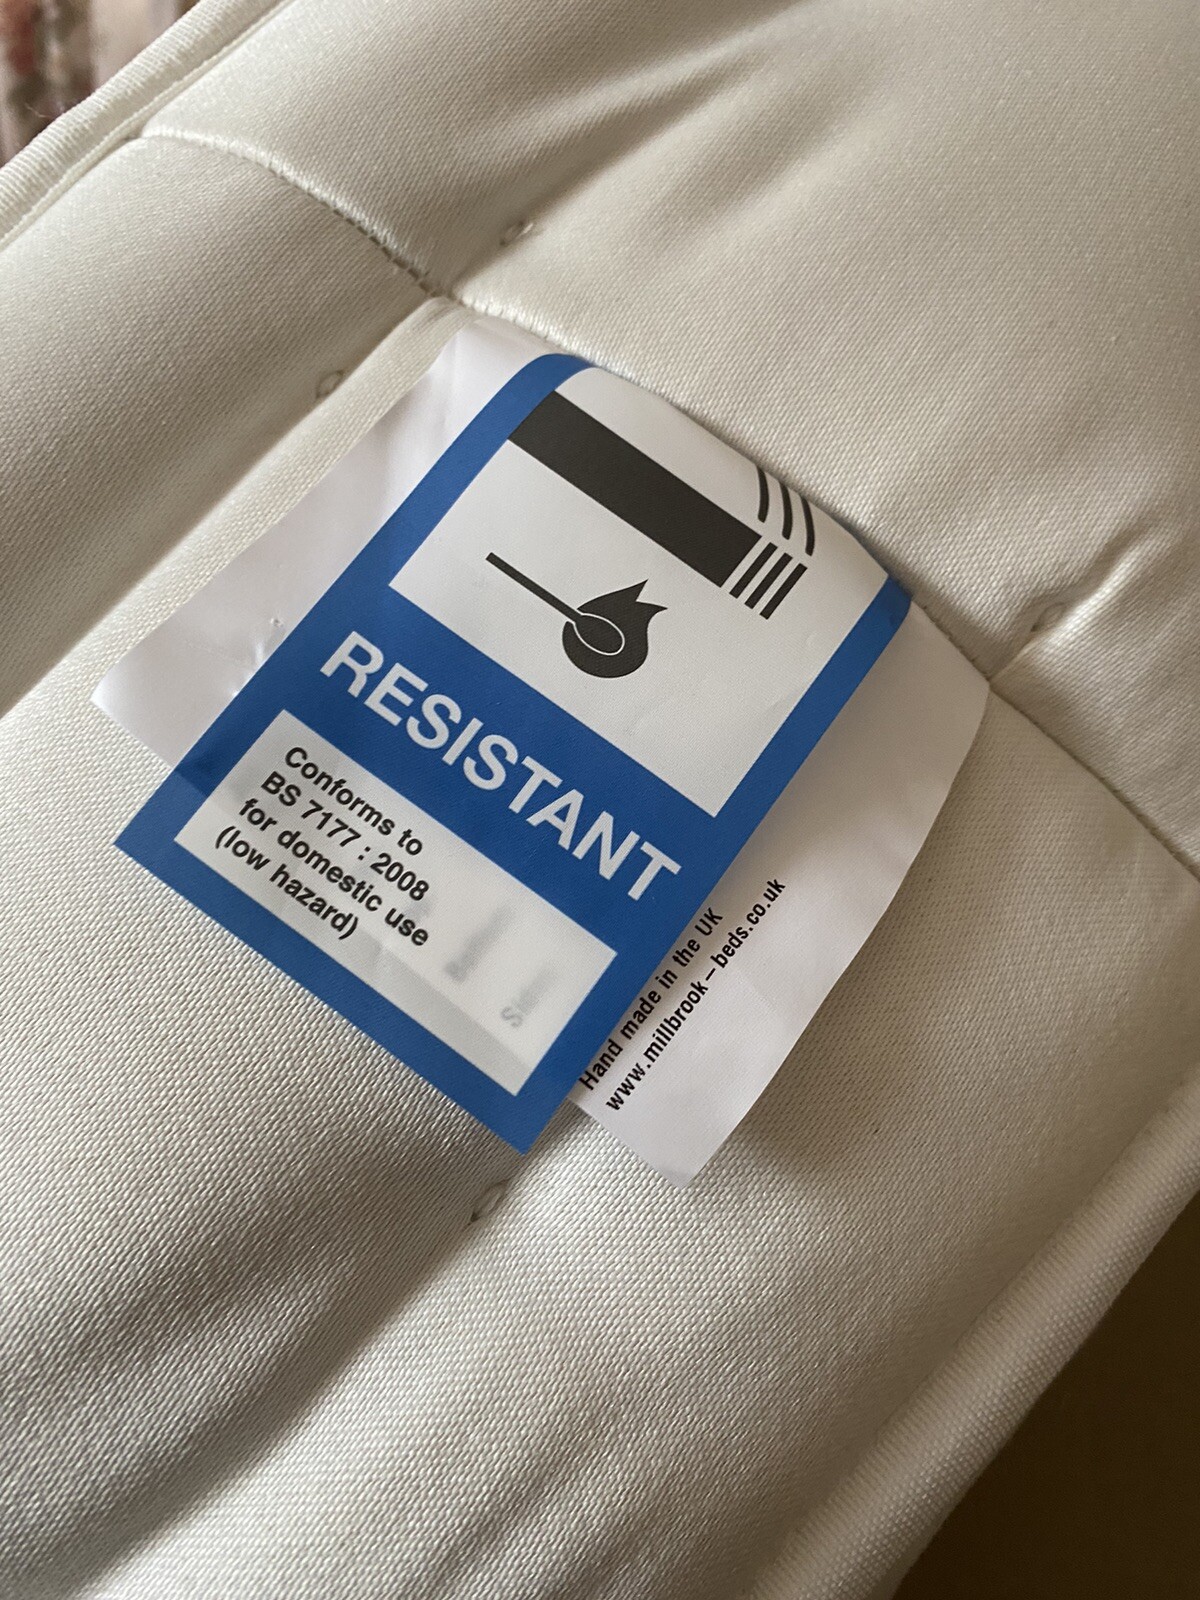 RESISTANT
Conforms to
BS 7177 : 2008
for domestic use
(low hazard)
Hand made in the UK
www.millbrook – beds.co.uk